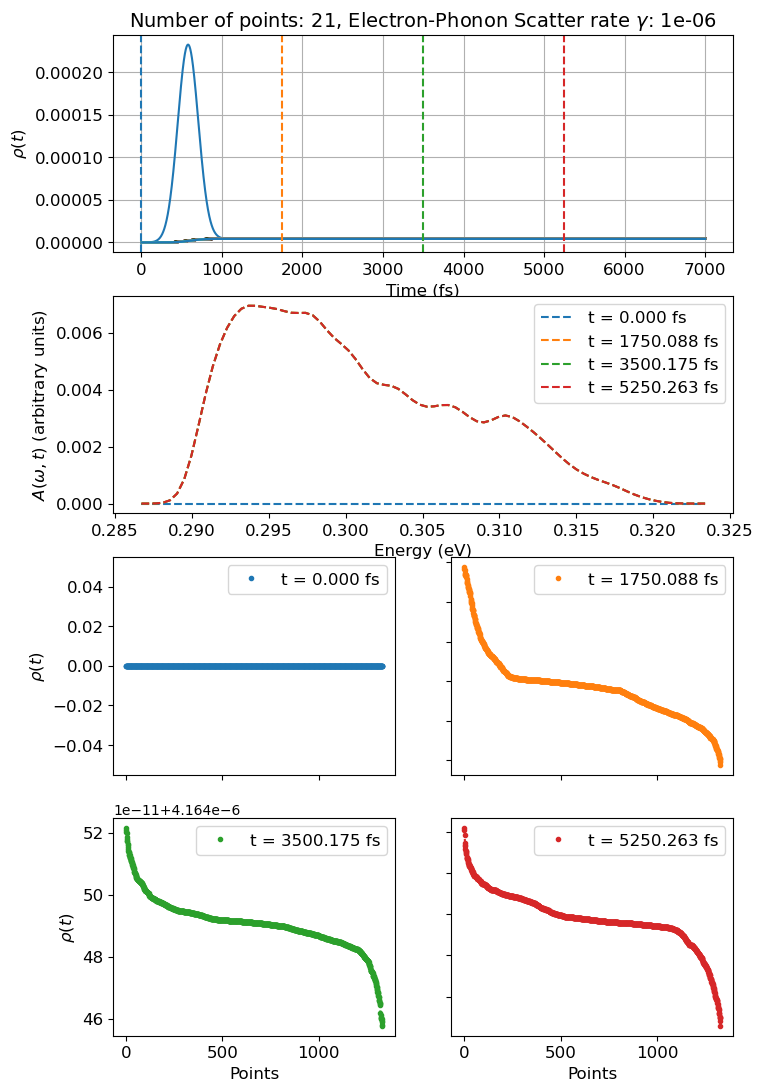 Number of points: 21, Electron-Phonon Scatter rate γ: 1e-06
0.00020
0.00015
0.00010
0.00005
0.00000
ρ(t)
0 1000 2000 3000 4000 5000 6000 7000
Time (fs)
0.006
0.004
0.002
0.000
A(ω, t) (arbitrary units)
t = 0.000 fs
t = 1750.088 fs
t = 3500.175 fs
t = 5250.263 fs
0.285 0.290 0.295 0.300 0.305 0.310 0.315 0.320 0.325
Energy (eV)
0.04
0.02
0.00
−0.02
−0.04
ρ(t)
t = 0.000 fs
t = 1750.088 fs
1e−11+4.164e−6
52
50
48
46
ρ(t)
t = 3500.175 fs
0 500 1000
Points
t = 5250.263 fs
0 500 1000
Points